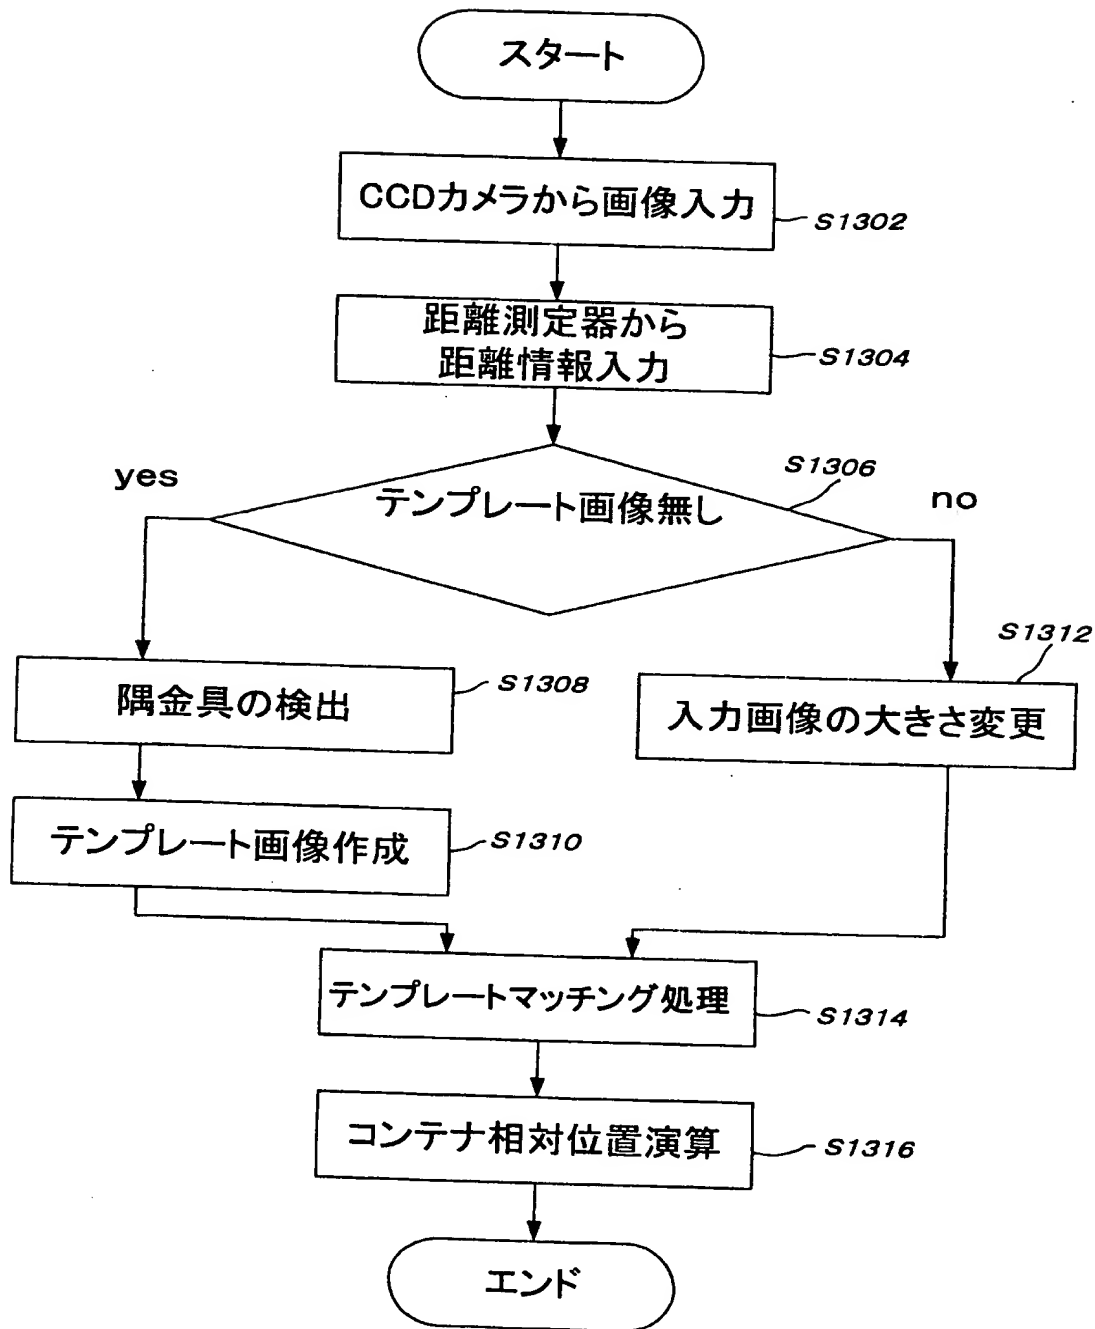 スタート
CCDカメラから画像入力
S1302
距離測定器から
距離情報入力
S1304
S1306
yes
テンプレート画像無し
no
S1312
隅金具の検出
S1308
入力画像の大きさ変更
テンプレート画像作成
S1310
テンプレートマッチング処理
S1314
コンテナ相対位置演算
S1316
エンド